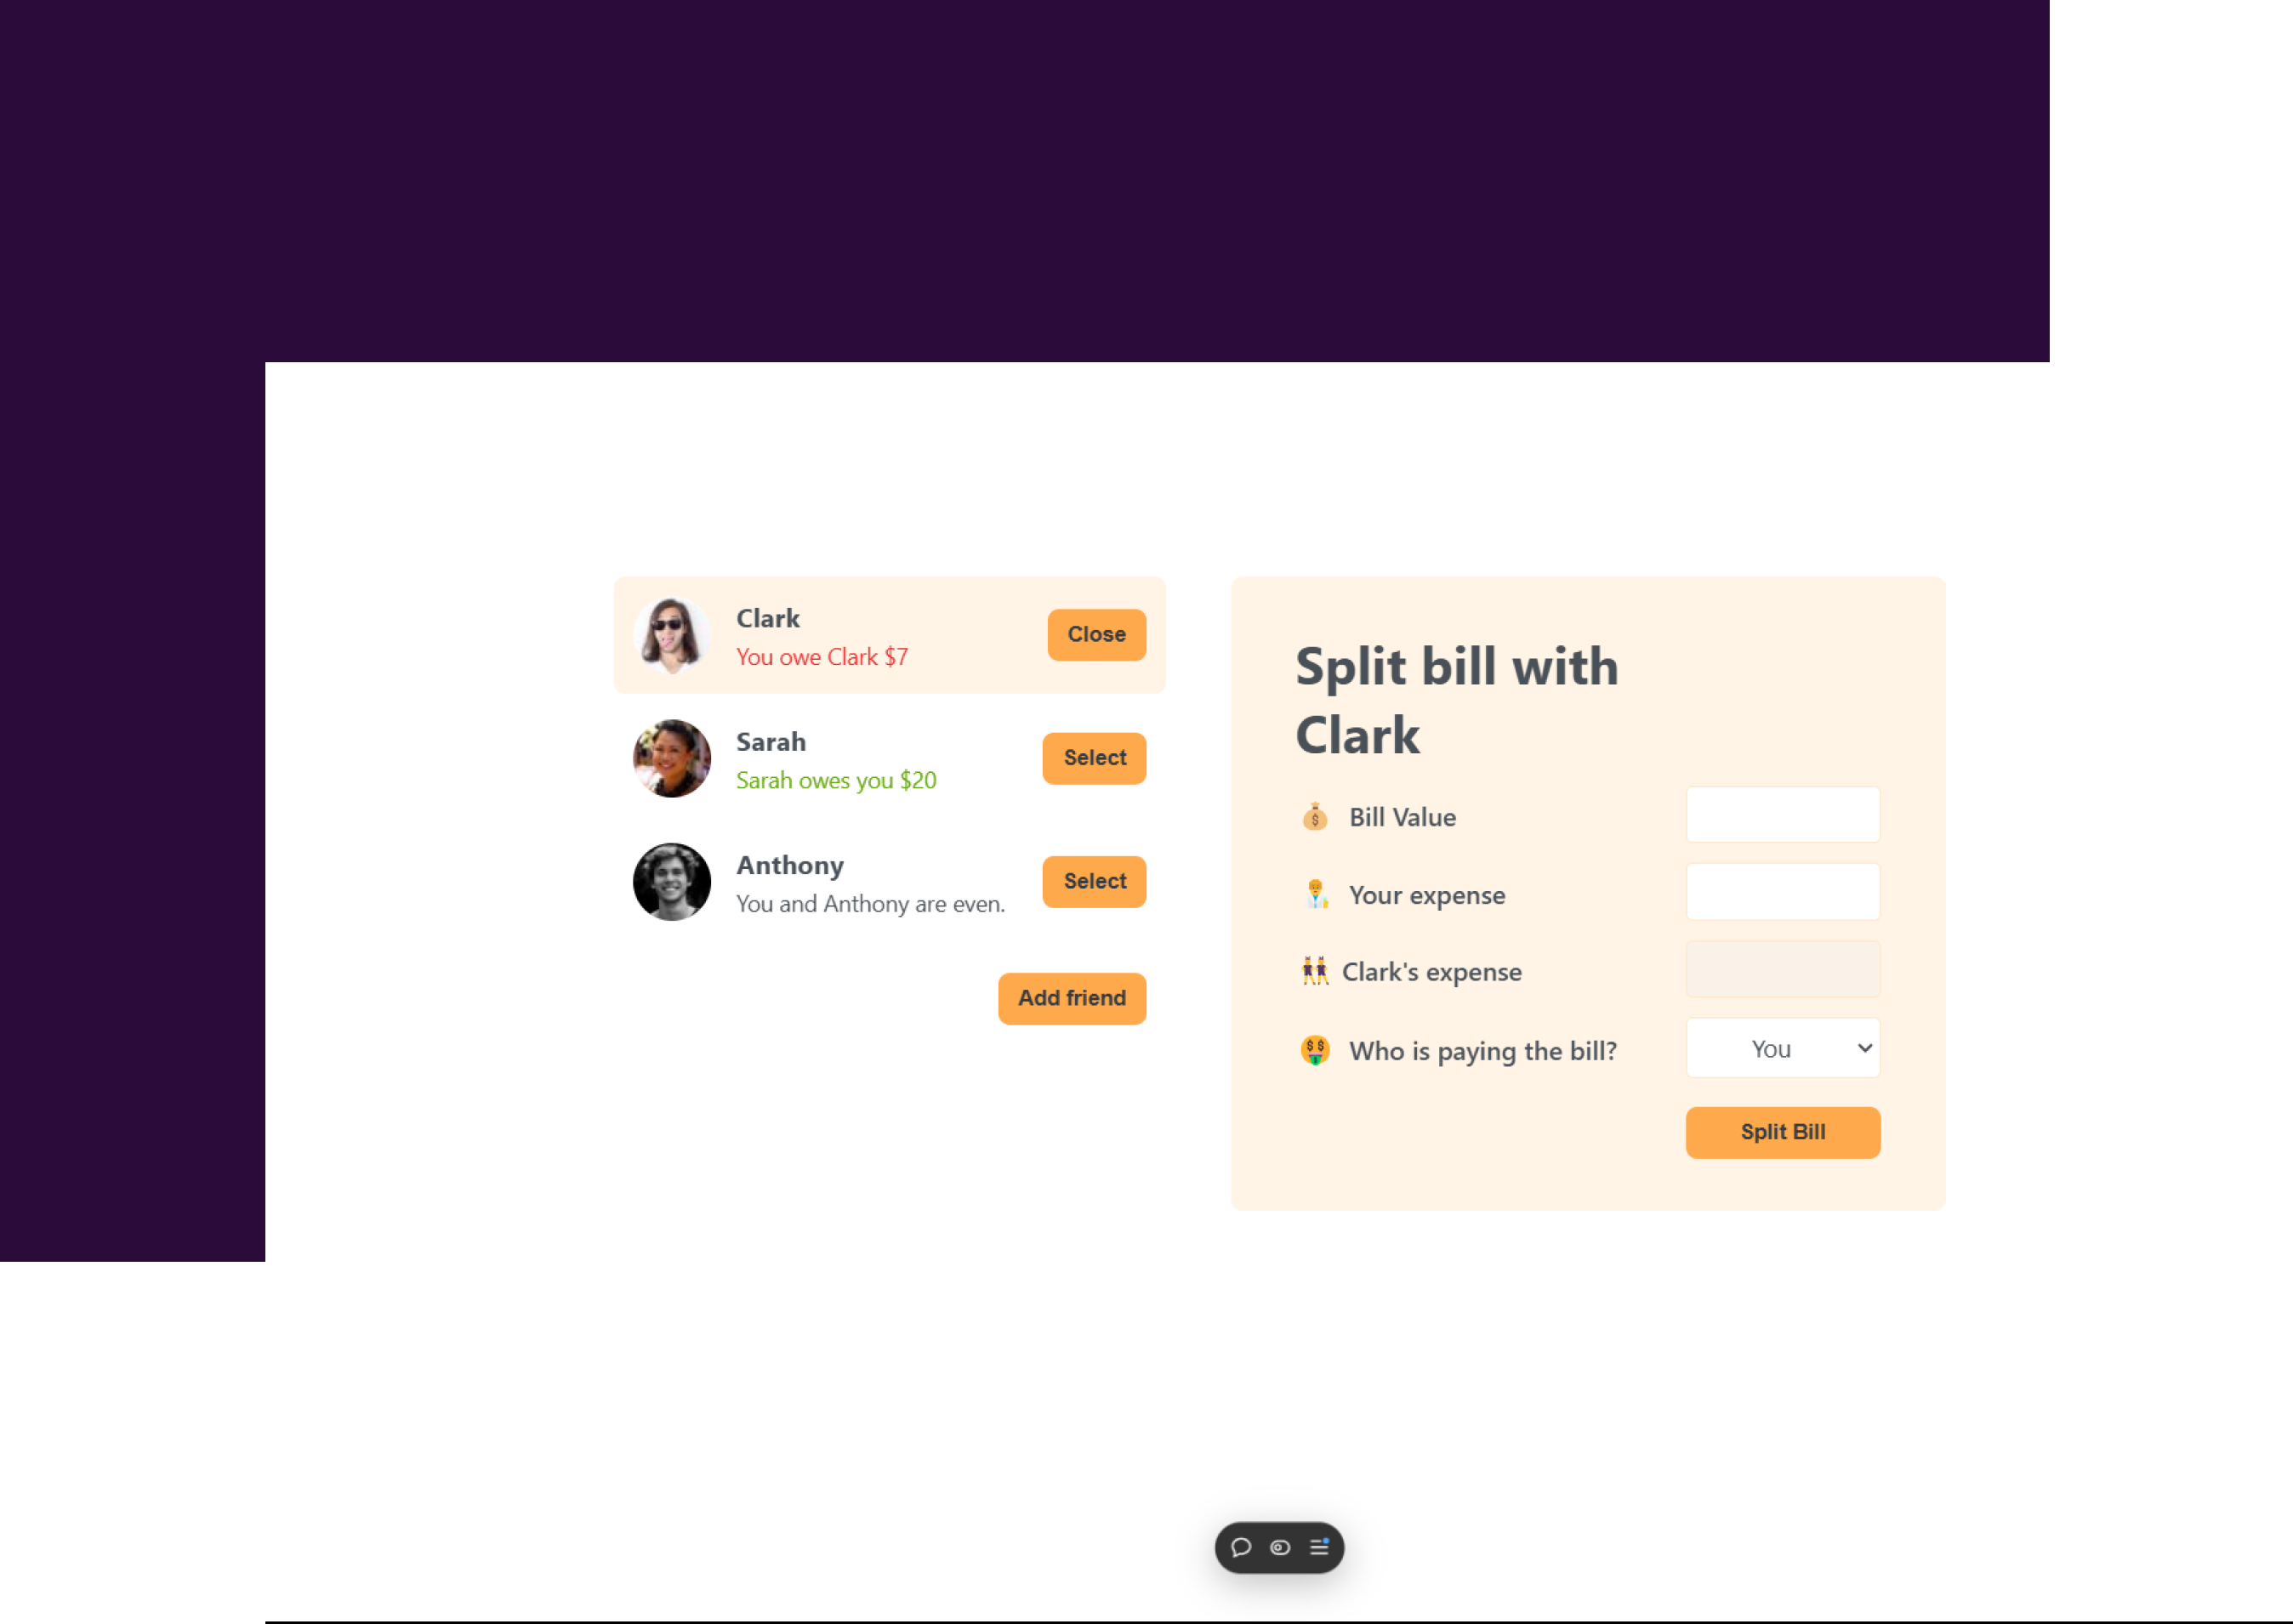 Clark
You owe Clark $7
Close
Sarah
Sarah owes you $20
Select
Anthony
You and Anthony are even.
Select
Add friend
Split bill with
Clark
Bill Value
Your expense
Clark's expense
Who is paying the bill?
You
Split Bill